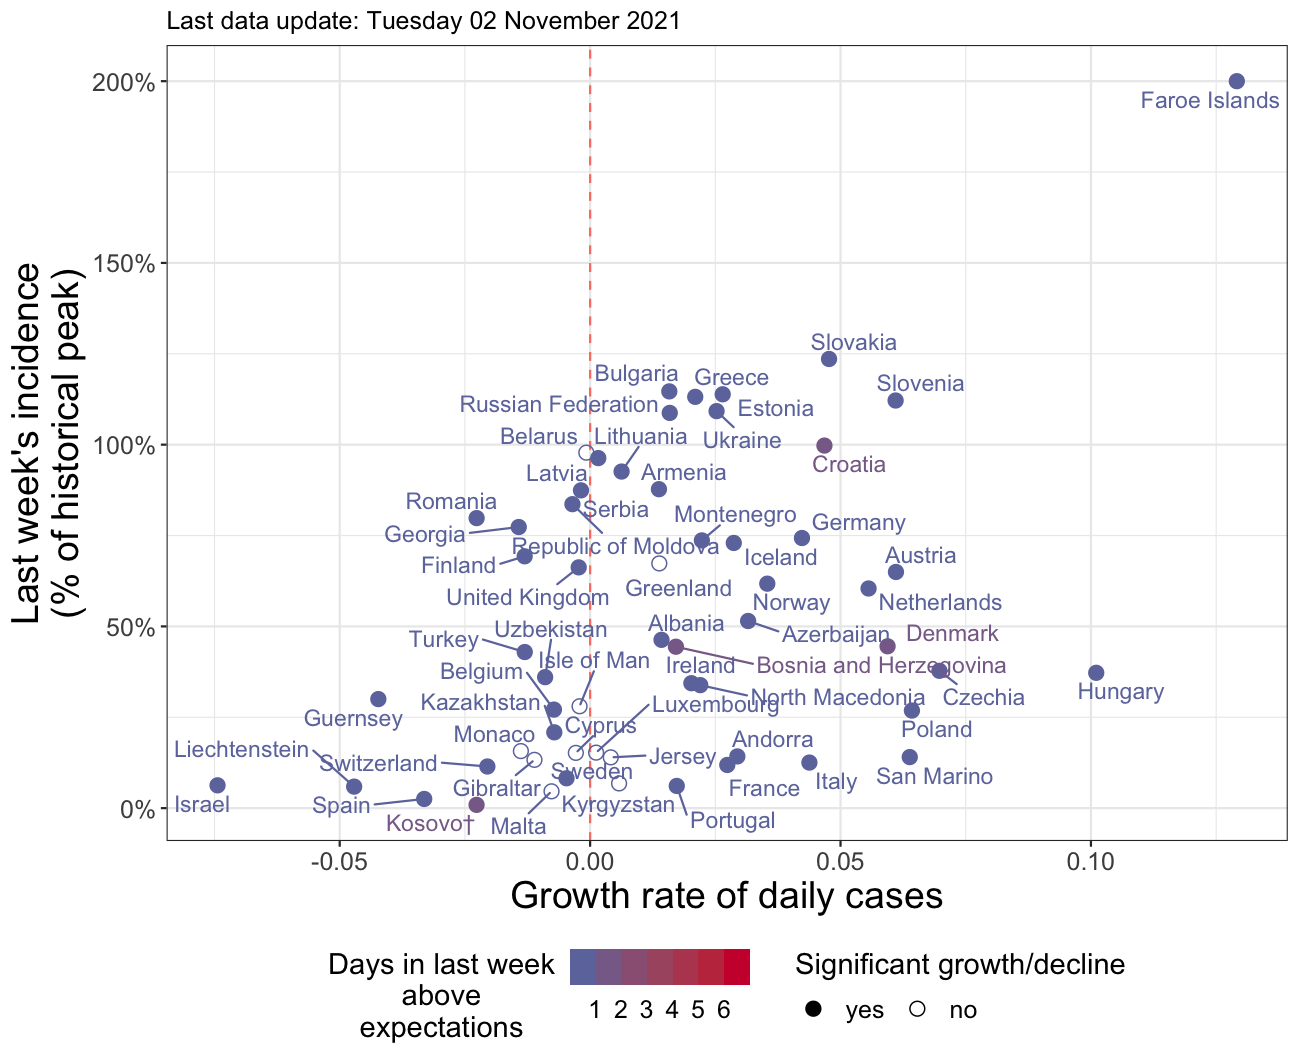 Last data update: Tuesday 02 November 2021
Last week's incidence
(% of historical peak)
200%
150%
100%
50%
0%
Faroe Islands
Slovakia
Bulgaria
Greece
Slovenia
Russian Federation
Estonia
Belarus
Lithuania
Ukraine
Croatia
Latvia
Armenia
Romania
Serbia
Montenegro
Germany
Georgia
Republic of Moldova
Iceland
Austria
Finland
Greenland
United Kingdom
Norway
Netherlands
Albania
Uzbekistan
Turkey
Azerbaijan
Denmark
Isle of Man
Ireland
Bosnia and Herzegovina
Belgium
Hungary
Kazakhstan
North Macedonia
Czechia
Luxembourg
Guernsey
Cyprus
Poland
Monaco
Andorra
Liechtenstein
Jersey
Switzerland
Sweden
San Marino
Italy
Gibraltar
France
Israel
Spain
Kyrgyzstan
Kosovo†
Malta
Portugal
-0.05 0.00 0.05 0.10
Growth rate of daily cases
Days in last week
above
expectations
1 2 3 4 5 6
Significant growth/decline
yes no